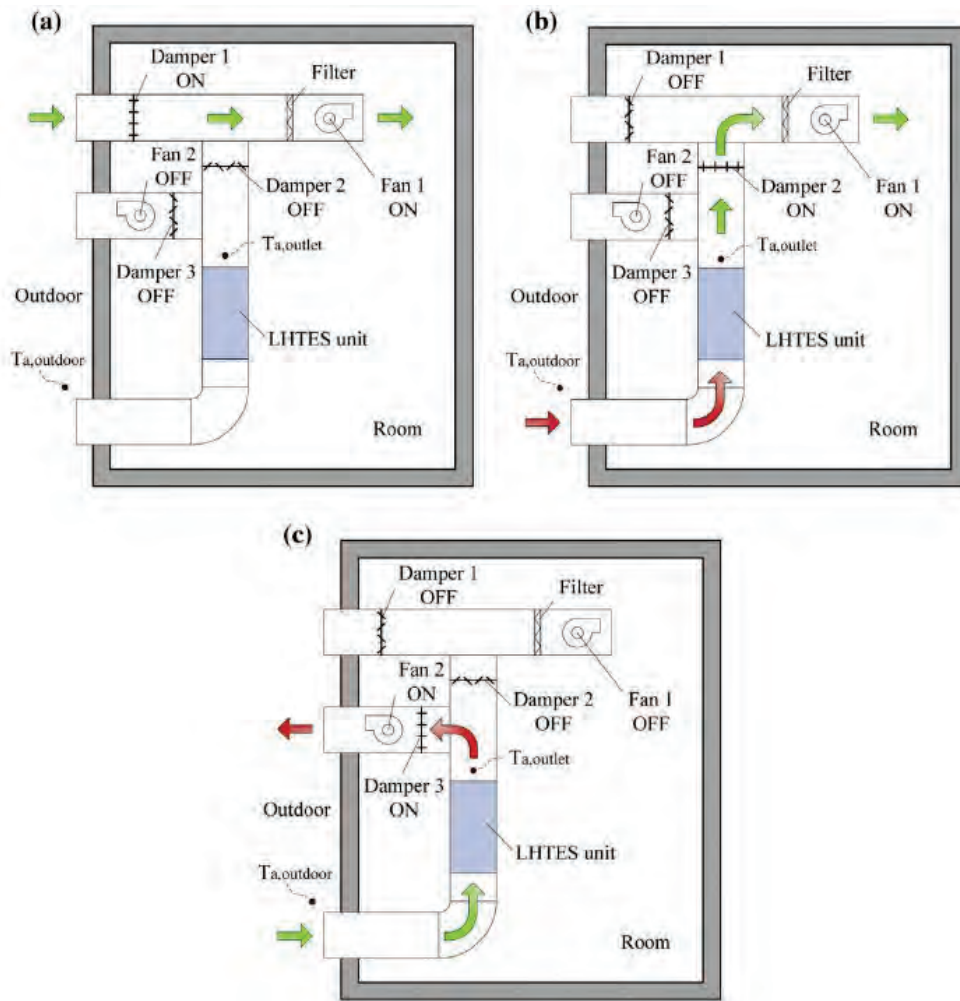 (a)
Damper 1
ON
Filter
Fan 2
OFF
Damper 2
OFF
Fan 1
ON
Ta,outlet
Damper 3
OFF
Outdoor
LHTES unit
Ta,outdoor
Room
(b)
Damper 1
OFF
Filter
Fan 2
OFF
Damper 2
ON
Fan 1
ON
Ta,outlet
Damper 3
OFF
Outdoor
LHTES unit
Ta,outdoor
Room
(c)
Damper 1
OFF
Filter
Fan 2
ON
Damper 2
OFF
Fan 1
OFF
Ta,outlet
Damper 3
ON
Outdoor
LHTES unit
Ta,outdoor
Room